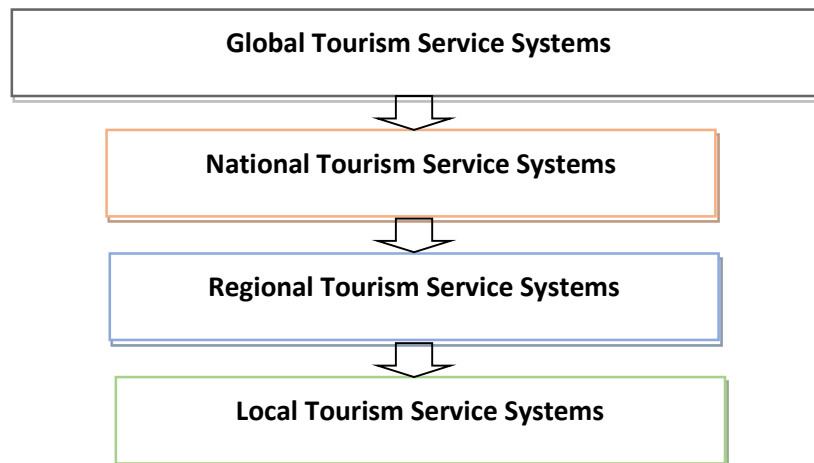 Global Tourism Service Systems
National Tourism Service Systems
Regional Tourism Service Systems
Local Tourism Service Systems